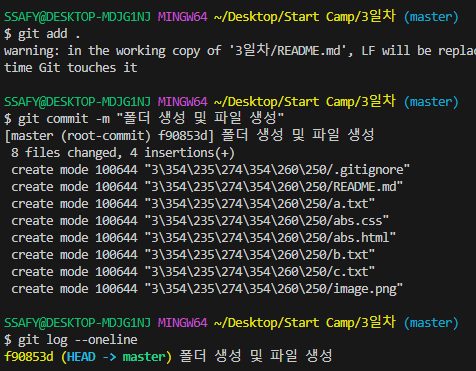 SSAFY@DESKTOP-MDJG1NJ MINGW64 ~/Desktop/Start Camp/3일차 (master)
$ git add .
warning: in the working copy of '3일차/README.md', LF will be replac
time Git touches it
SSAFY@DESKTOP-MDJG1NJ MINGW64 ~/Desktop/Start Camp/3일차 (master)
$ git commit -m "폴더 생성 및 파일 생성"
[master (root-commit) f90853d] 폴더 생성 및 파일 생성
8 files changed, 4 insertions(+)
create mode 100644 "3\354\235\274\354\260\250/.gitignore"
create mode 100644 "3\354\235\274\354\260\250/README.md"
create mode 100644 "3\354\235\274\354\260\250/a.txt"
create mode 100644 "3\354\235\274\354\260\250/abs.css"
create mode 100644 "3\354\235\274\354\260\250/abs.html"
create mode 100644 "3\354\235\274\354\260\250/b.txt"
create mode 100644 "3\354\235\274\354\260\250/c.txt"
create mode 100644 "3\354\235\274\354\260\250/image.png"
SSAFY@DESKTOP-MDJG1NJ MINGW64 ~/Desktop/Start Camp/3일차 (master)
$ git log --oneline
f90853d (HEAD -> master) 폴더 생성 및 파일 생성